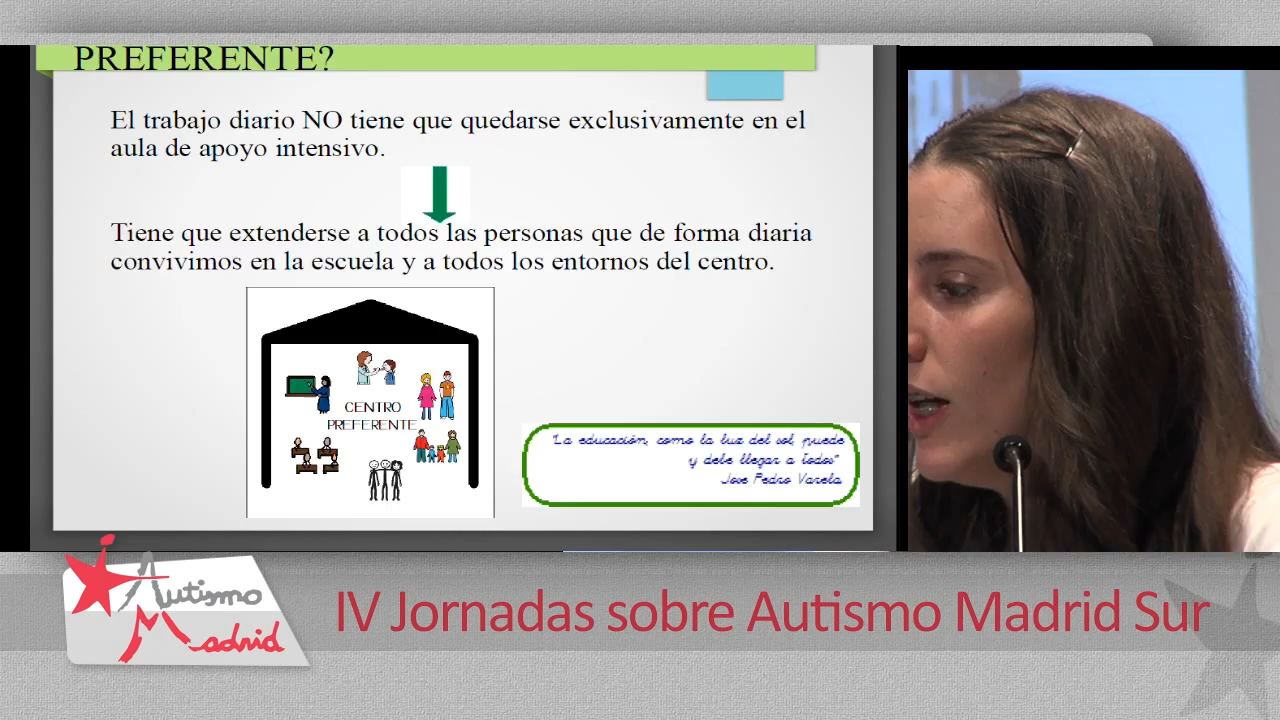 PREFERENTE?
El trabajo diario NO tiene que quedarse exclusivamente en el
aula de apoyo intensivo.
Tiene que extenderse a todos las personas que de forma diaria
convivimos en la escuela y a todos los entornos del centro.
CENTRO
PREFERENTE
"La educación, como la luz del sol, puede
y debe llegar a todos"
Jose Pedro Varela
Autismo
Madrid
IV Jornadas sobre Autismo Madrid Sur